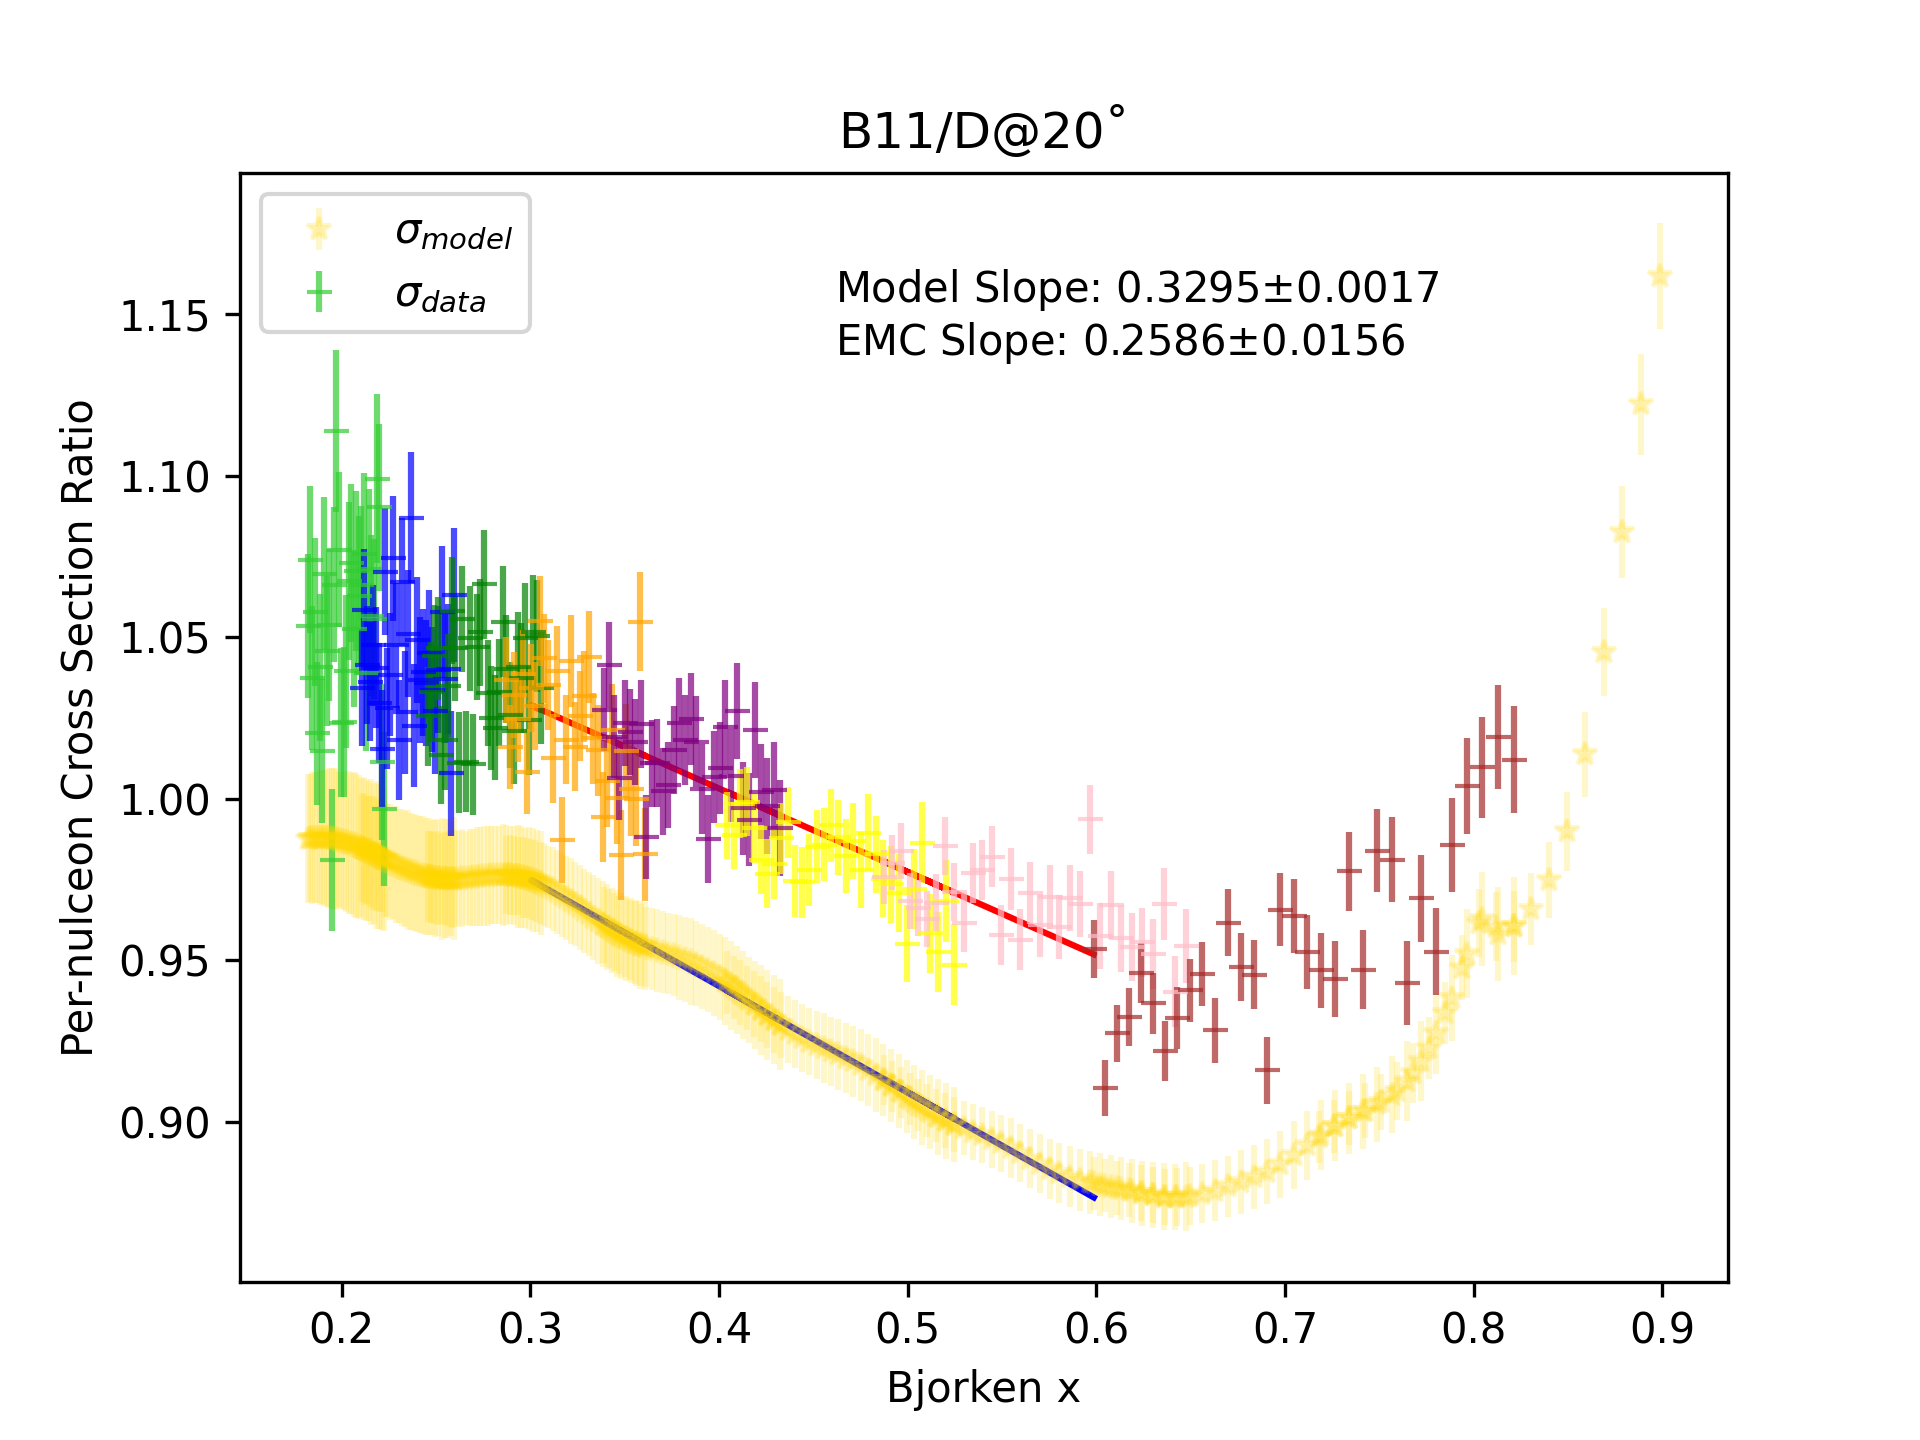 B11/D@20˚
σmodel
σdata
Model Slope: 0.3295±0.0017
EMC Slope: 0.2586±0.0156
Per-nulceon Cross Section Ratio
1.15
1.10
1.05
1.00
0.95
0.90
0.2 0.3 0.4 0.5 0.6 0.7 0.8 0.9
Bjorken x